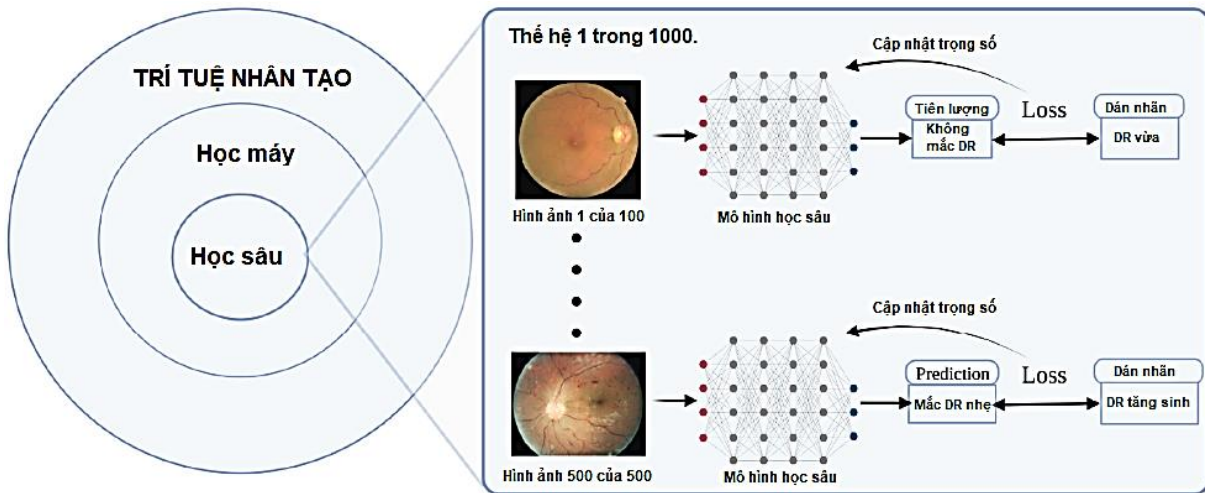 TRÍ TUỆ NHÂN TẠO
Học máy
Học sâu
Thế hệ 1 trong 1000.
Cập nhật trọng số
Tiên lượng
Không
mắc DR
Loss
Dán nhãn
DR vừa
Hình ảnh 1 của 100
Mô hình học sâu
Cập nhật trọng số
Prediction
Mắc DR nhẹ
Loss
Dán nhãn
DR tăng sinh
Hình ảnh 500 của 500
Mô hình học sâu